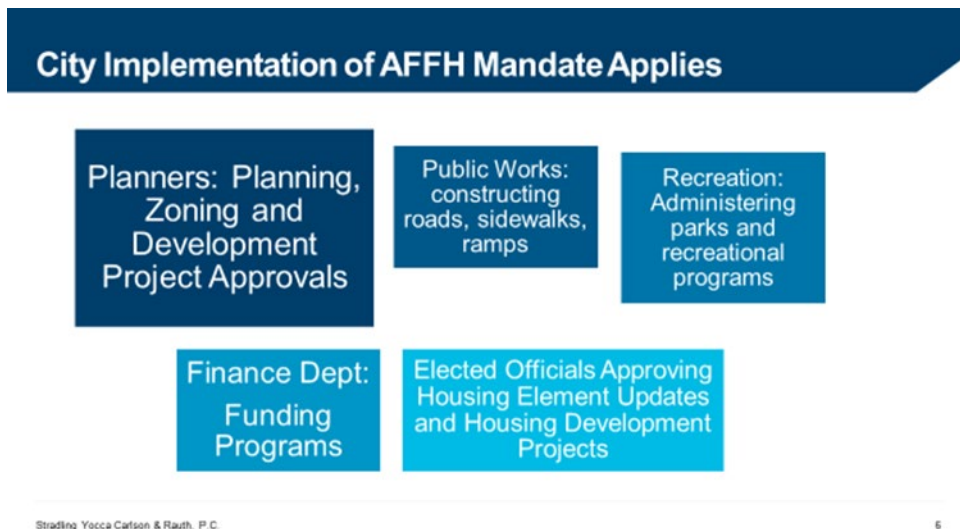 City Implementation of AFFH Mandate Applies
Planners: Planning,
Zoning and
Development
Project Approvals
Public Works:
constructing
roads, sidewalks,
ramps
Recreation:
Administering
parks and
recreational
programs
Finance Dept:
Funding
Programs
Elected Officials Approving
Housing Element Updates
and Housing Development
Projects
Stradling Yocca Carlson & Rauth, P.C.
6